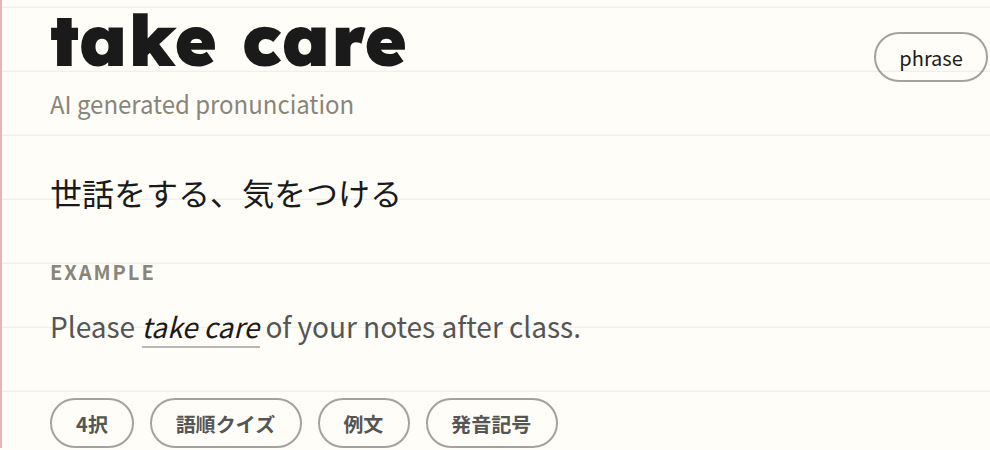 take care
phrase
AI generated pronunciation
世話をする、気をつける
EXAMPLE
Please take care of your notes after class.
4択
語順クイズ
例文
発音記号